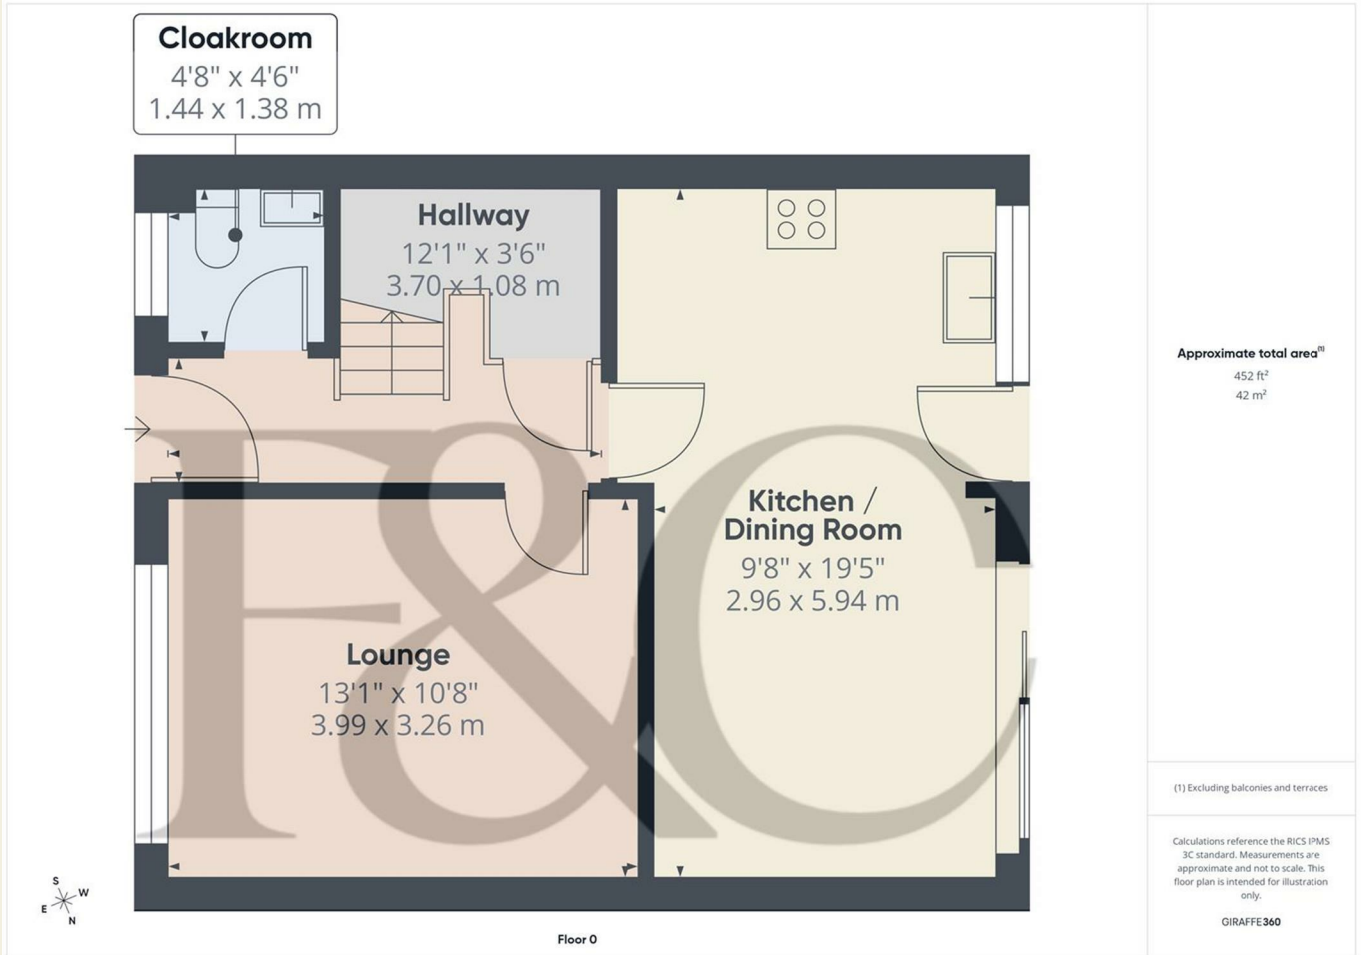 Cloakroom
4'8" x 4'6"
1.44 x 1.38 m
Hallway
12'1" x 3'6"
3.70 x 1.08 m
Kitchen /
Dining Room
9'8" x 19'5"
2.96 x 5.94 m
Lounge
13'1" x 10'8"
3.99 x 3.26 m
F&C
S
W
E
N
Floor 0
Approximate total area(1)
452 ft²
42 m²
(1) Excluding balconies and terraces
Calculations reference the RICS IPMS
3C standard. Measurements are
approximate and not to scale. This
floor plan is intended for illustration
only.
GIRAFFE360